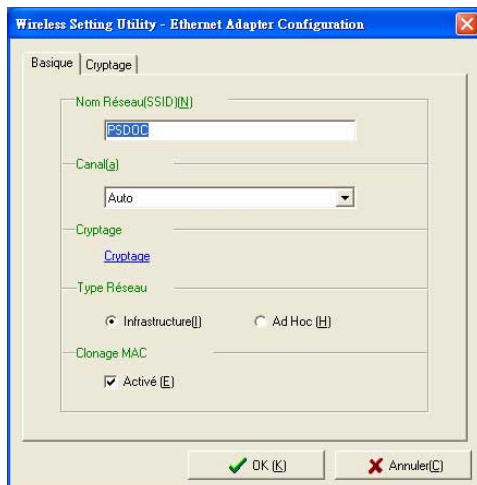 Wireless Setting Utility - Ethernet Adapter Configuration
Basique Cryptage
Nom Réseau(SSID)(N)
PSDOC
Canal(a)
Auto
Cryptage
Cryptage
Type Réseau
Infrastructure(I) Ad Hoc (H)
Clonage MAC
Activé (E)
OK (K) Annuler(C)